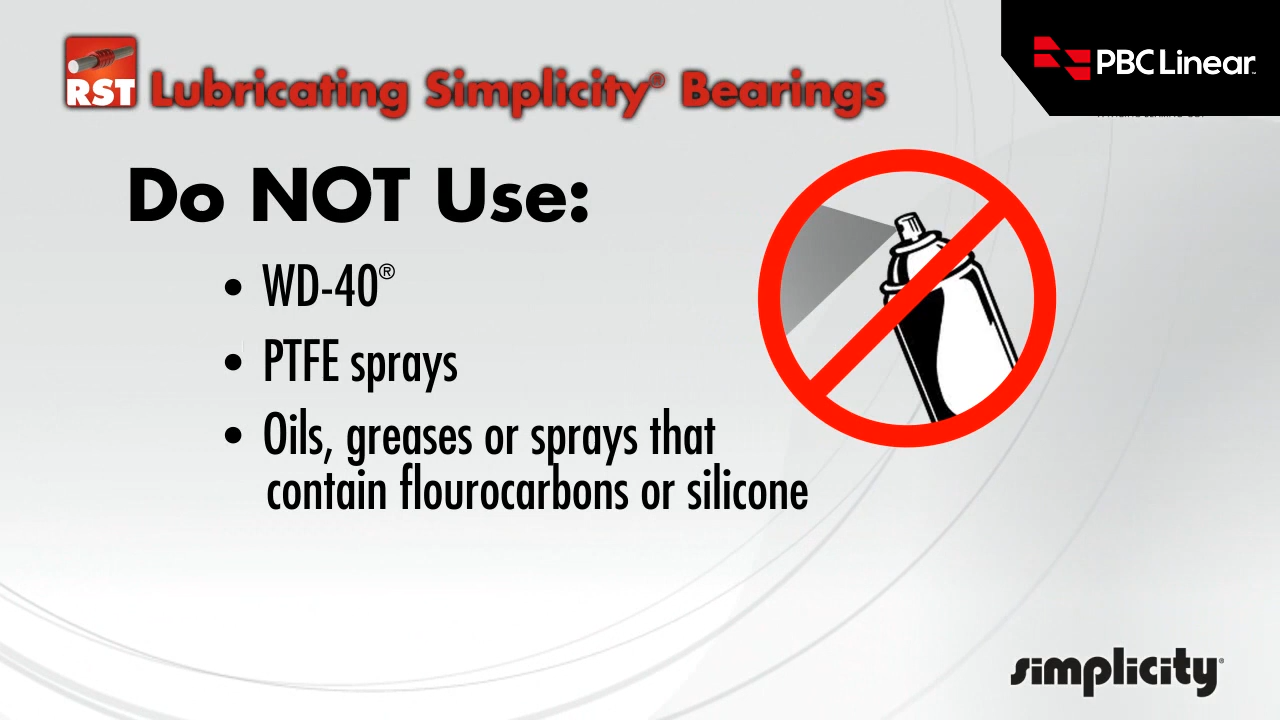 RST Lubricating Simplicity® Bearings
PBC Linear
Do NOT Use:
• WD-40®
• PTFE sprays
• Oils, greases or sprays that
contain flourocarbons or silicone
simplicity®